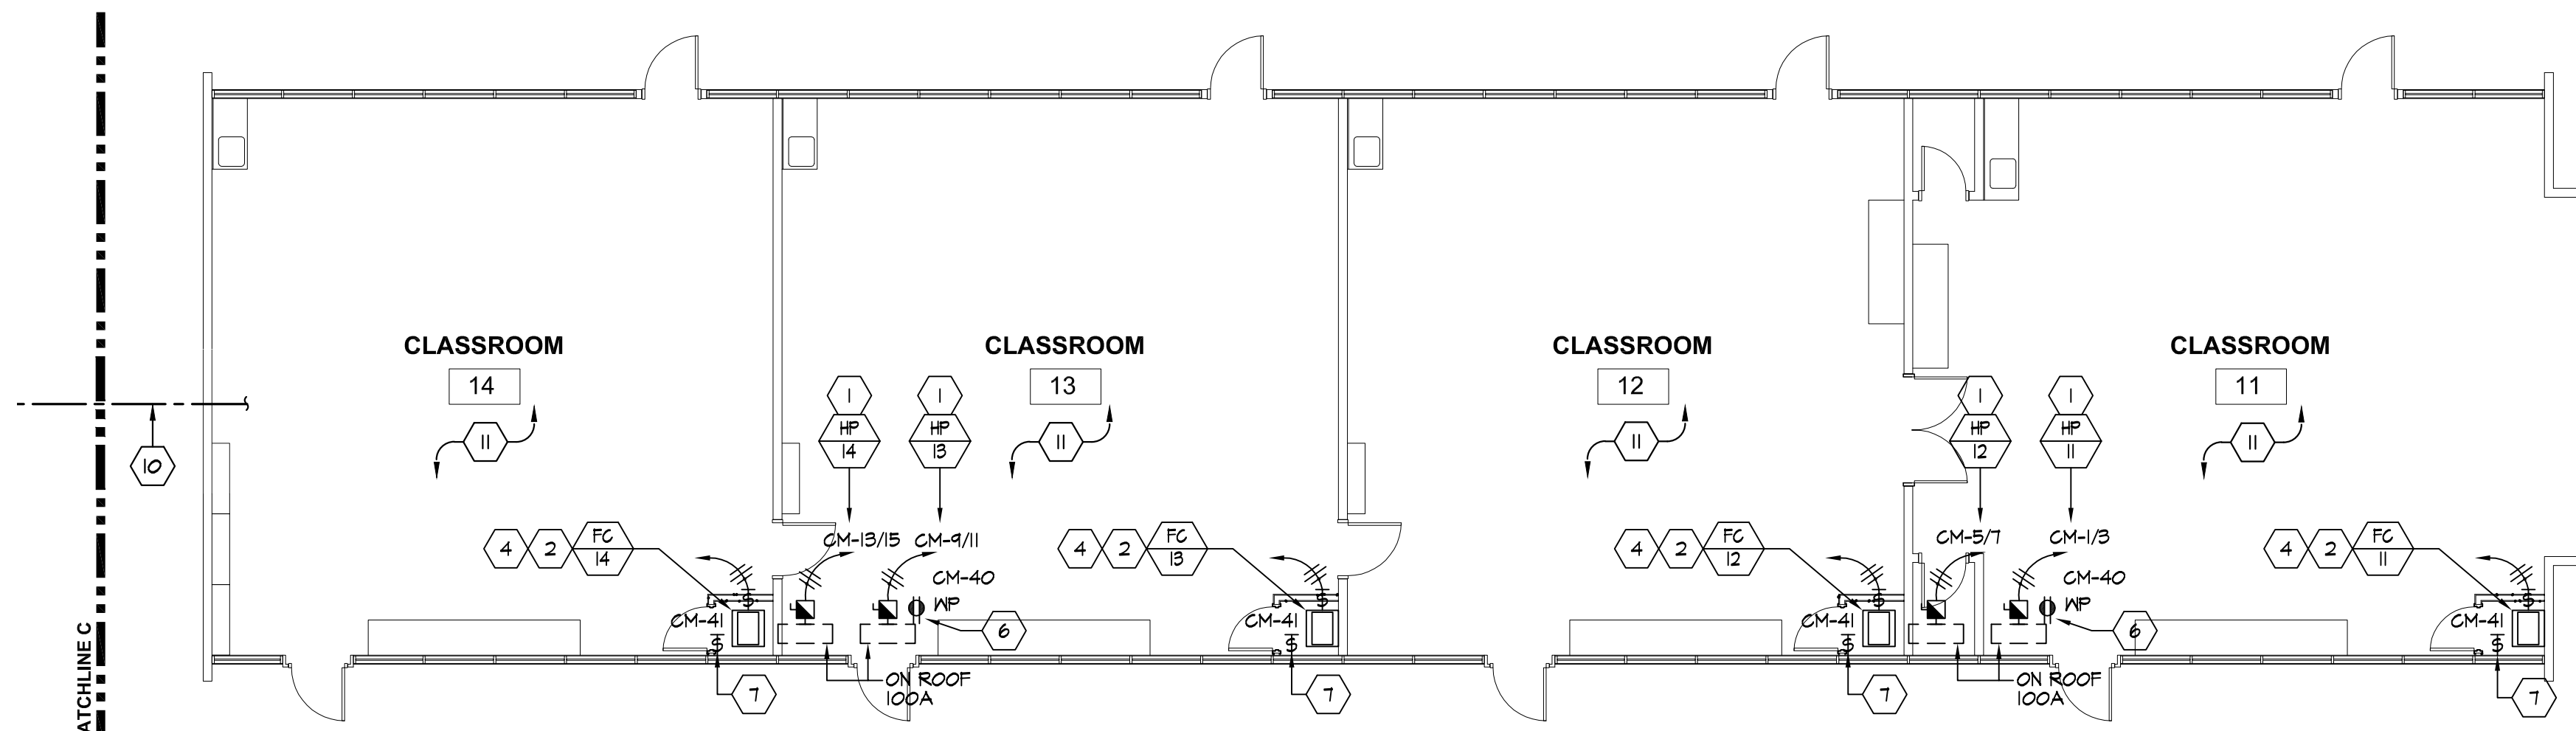 CLASSROOM
14
11
CLASSROOM
13
11
CLASSROOM
12
11
CLASSROOM
11
11
10
1
HP
14
1
HP
13
1
HP
12
1
HP
11
CM-13/15
CM-9/11
CM-5/7
CM-1/3
4
2
FC
14
4
2
FC
13
4
2
FC
12
4
2
FC
11
CM-40
WP
6
CM-40
WP
6
$
CM-41
$
T
7
$
CM-41
$
T
7
$
CM-41
$
T
7
$
CM-41
$
T
7
ON ROOF
100A
ON ROOF
100A
ATCHLINE C